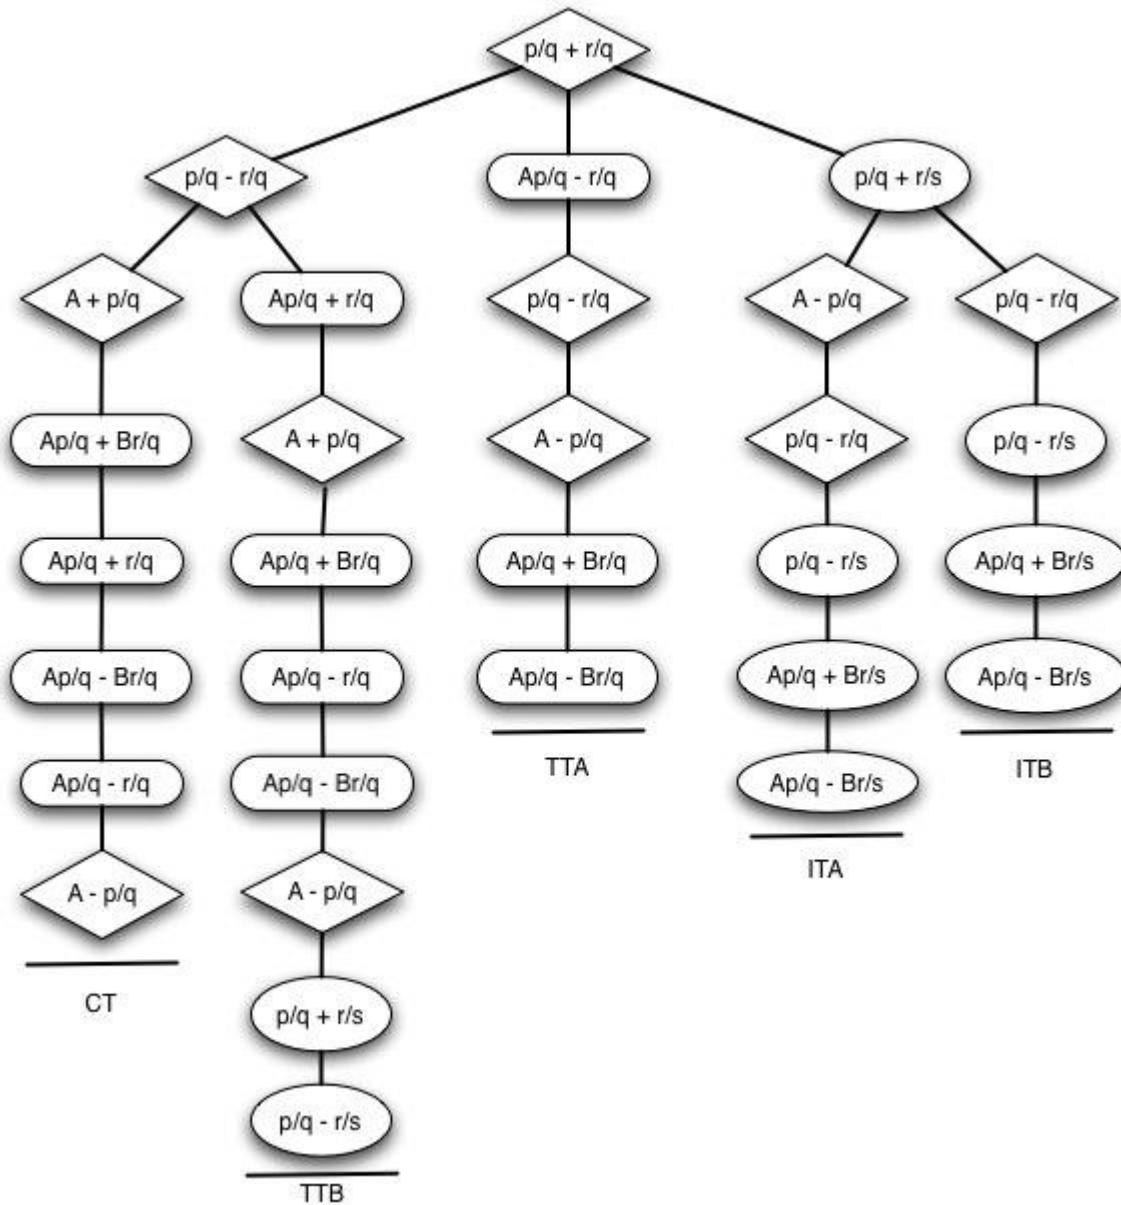 p/q + r/q
p/q - r/q
Ap/q - r/q
p/q + r/s
A + p/q
Ap/q + r/q
p/q - r/q
A - p/q
p/q - r/q
Ap/q + Br/q
A + p/q
A - p/q
p/q - r/q
p/q - r/s
Ap/q + r/q
Ap/q + Br/q
Ap/q + Br/q
p/q - r/s
Ap/q + Br/s
Ap/q - Br/q
Ap/q - r/q
Ap/q - Br/q
Ap/q + Br/s
Ap/q - Br/s
TTA
ITB
Ap/q - r/q
Ap/q - Br/q
Ap/q - Br/s
ITA
A - p/q
A - p/q
CT
p/q + r/s
p/q - r/s
TTB